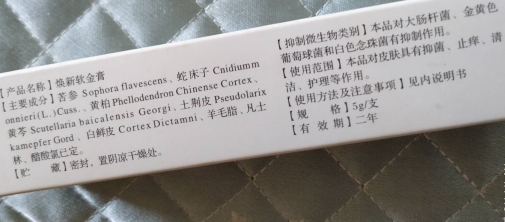 【产品名称】焕新软金膏
【主要成分】苦参 Sophora flavescens、蛇床子 Cnidiumm
onnieri(L.)Cuss.、黄柏 Phellodendron Chinense Cortex、
黄芩 Scutellaria baicalensis Georgi、土荆皮 Pseudolarix
kaempfer Gord、白鲜皮 Cortex Dictamni、羊毛脂、凡士
林、醋酸氯已定。
【贮 藏】密封，置阴凉干燥处。
【抑制微生物类别】本品对大肠杆菌、金黄色
葡萄球菌和白色念珠菌有抑制作用。
【使用范围】本品对皮肤具有抑菌、止痒、清
洁、护理等作用。
【使用方法及注意事项】见内说明书
【规 格】5g/支
【有 效 期】二年